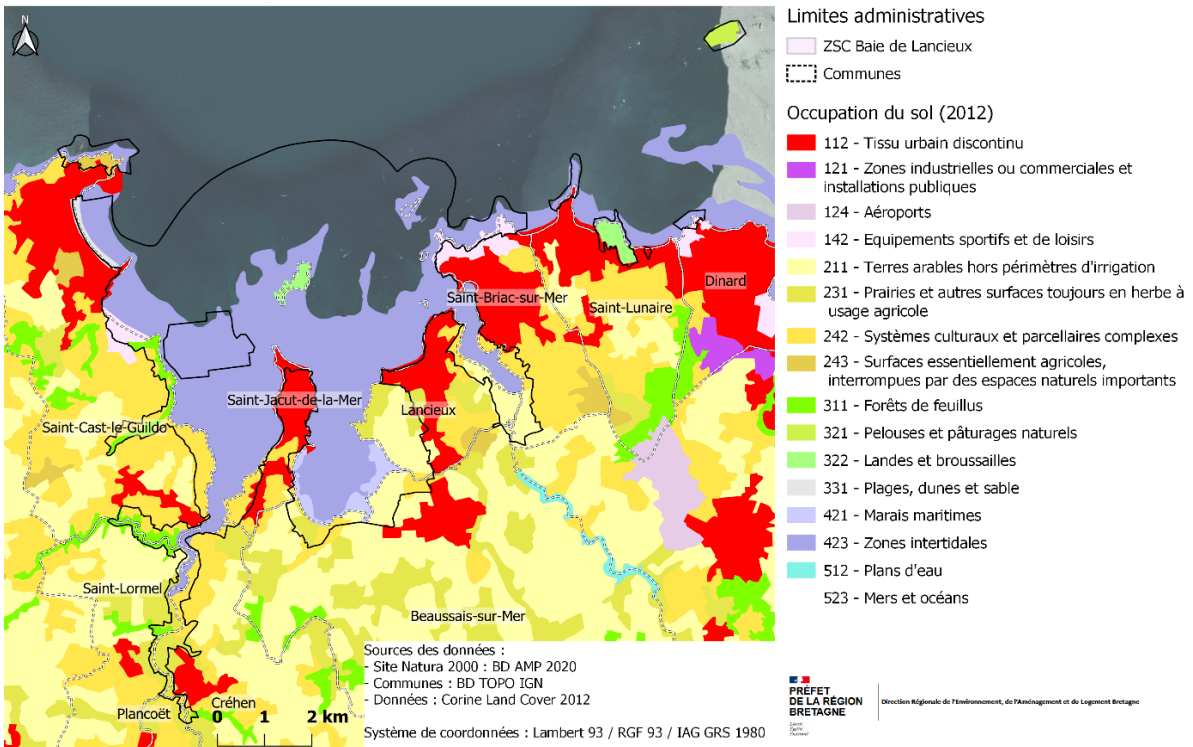 N
Saint-Briac-sur-Mer
Saint-Lunaire
Dinard
Saint-Jacut-de-la-Mer
Lancieux
Saint-Cast-le-Guildo
Saint-Lormel
Beaussais-sur-Mer
Créhen
Plancoët
0 1 2 km
Sources des données :
- Site Natura 2000 : BD AMP 2020
- Communes : BD TOPO IGN
- Données : Corine Land Cover 2012
Système de coordonnées : Lambert 93 / RGF 93 / IAG GRS 1980
Limites administratives
ZSC Baie de Lancieux
Communes
Occupation du sol (2012)
112 - Tissu urbain discontinu
121 - Zones industrielles ou commerciales et
installations publiques
124 - Aéroports
142 - Equipements sportifs et de loisirs
211 - Terres arables hors périmètres d'irrigation
231 - Prairies et autres surfaces toujours en herbe à
usage agricole
242 - Systèmes culturaux et parcellaires complexes
243 - Surfaces essentiellement agricoles,
interrompues par des espaces naturels importants
311 - Forêts de feuillus
321 - Pelouses et pâturages naturels
322 - Landes et broussailles
331 - Plages, dunes et sable
421 - Marais maritimes
423 - Zones intertidales
512 - Plans d'eau
523 - Mers et océans
PRÉFET
DE LA RÉGION
BRETAGNE
Direction Régionale de l'Environnement, de l'Aménagement et du Logement Bretagne